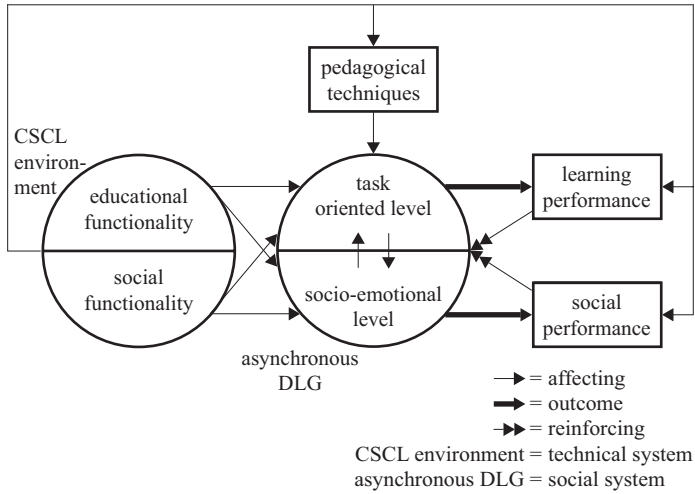 pedagogical
techniques
CSCL
environ-
ment
educational
functionality
social
functionality
task
oriented level
socio-emotional
level
learning
performance
social
performance
asynchronous
DLG
= affecting
= outcome
= reinforcing
CSCL environment = technical system
asynchronous DLG = social system